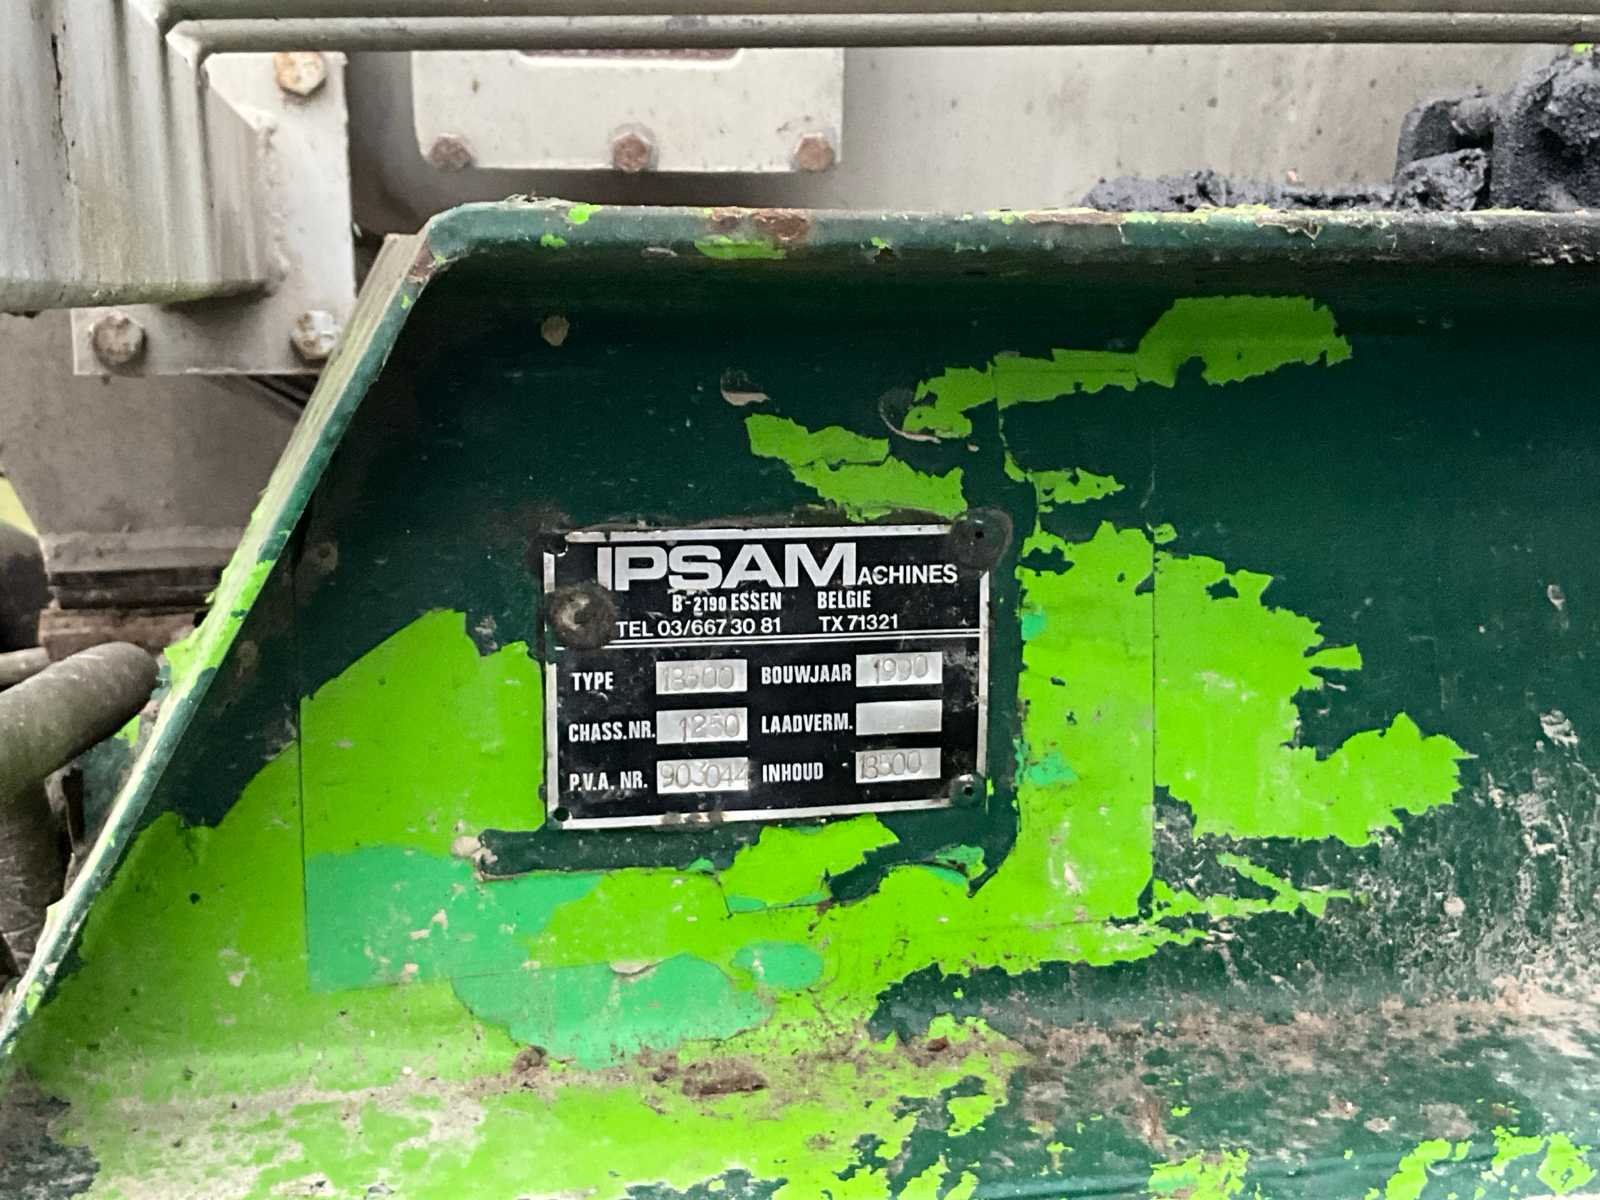 IPSAMACHINES
B-2190 ESSEN BELGIE
TEL 03/667 30 81 TX 71321
TYPE 13500 BOUWJAAR 1990
CHASS.NR. 1250 LAADVERM.
P.V.A. NR. 903044 INHOUD 13500